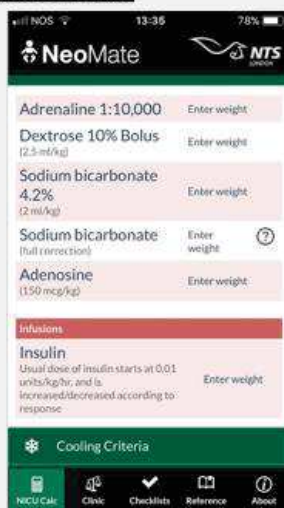 NOS 13:35 78%
NeoMate NTS
LONDON
Adrenaline 1:10,000 Enter weight
Dextrose 10% Bolus Enter weight
(2.5 ml/kg)
Sodium bicarbonate
4.2% Enter weight
(2 ml/kg)
Sodium bicarbonate Enter
(full correction) weight ?
Adenosine Enter weight
(150 mcg/kg)
Infusions
Insulin
Usual dose of insulin starts at 0.01
units/kg/hr, and is Enter weight
increased/decreased according to
response
Cooling Criteria
NICU Calc Clinic Checklists Reference About